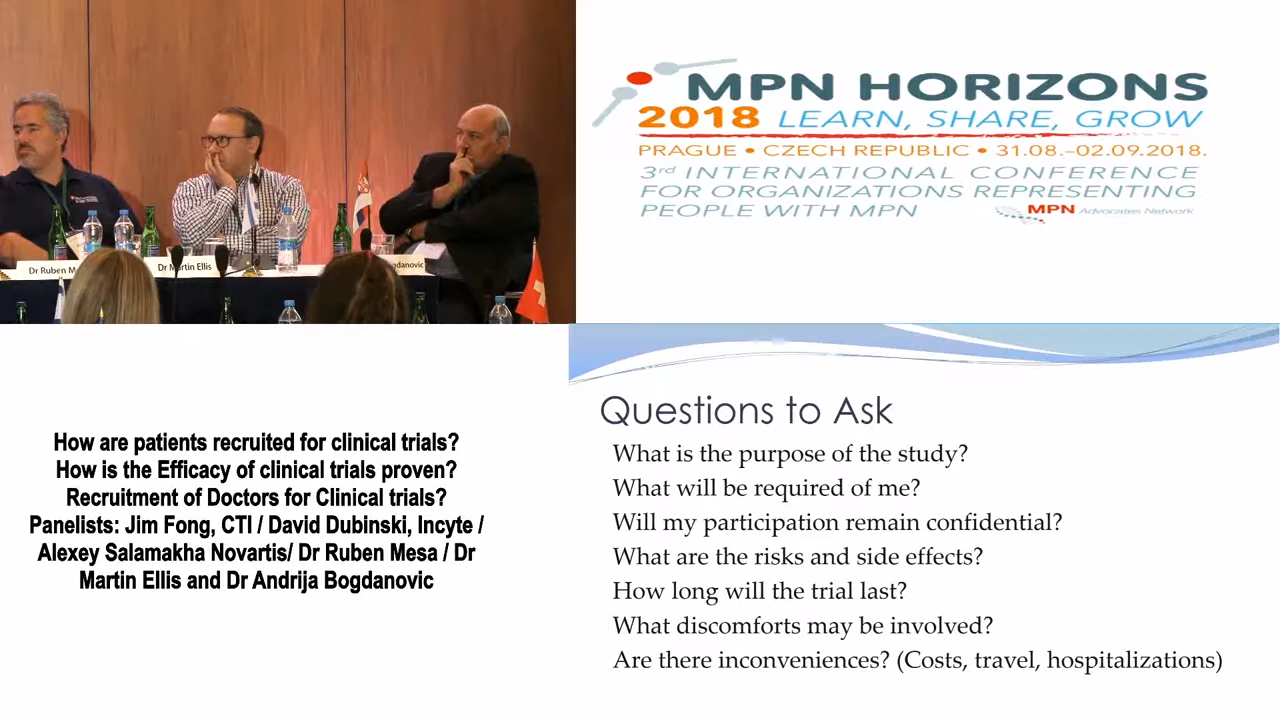 Dr Ruben M
Dr Martin Ellis
gdanovic
MPN HORIZONS
2018 LEARN, SHARE, GROW
PRAGUE • CZECH REPUBLIC • 31.08.–02.09.2018.
3rd INTERNATIONAL CONFERENCE
FOR ORGANIZATIONS REPRESENTING
PEOPLE WITH MPN
MPN Advocates Network
How are patients recruited for clinical trials?
How is the Efficacy of clinical trials proven?
Recruitment of Doctors for Clinical trials?
Panelists: Jim Fong, CTI / David Dubinski, Incyte /
Alexey Salamakha Novartis/ Dr Ruben Mesa / Dr
Martin Ellis and Dr Andrija Bogdanovic
Questions to Ask
What is the purpose of the study?
What will be required of me?
Will my participation remain confidential?
What are the risks and side effects?
How long will the trial last?
What discomforts may be involved?
Are there inconveniences? (Costs, travel, hospitalizations)